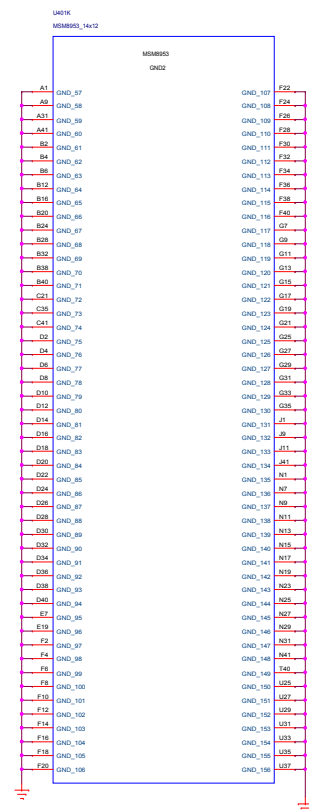 U401K
MSM8953_14x12
MSM8953
GND2
A1 GND_57 GND_107 F22
A9 GND_58 GND_108 F24
A31 GND_59 GND_109 F26
A41 GND_60 GND_110 F28
B2 GND_61 GND_111 F30
B4 GND_62 GND_112 F32
B6 GND_63 GND_113 F34
B12 GND_64 GND_114 F36
B16 GND_65 GND_115 F38
B20 GND_66 GND_116 F40
B24 GND_67 GND_117 G7
B28 GND_68 GND_118 G9
B32 GND_69 GND_119 G11
B38 GND_70 GND_120 G13
B40 GND_71 GND_121 G15
C21 GND_72 GND_122 G17
C35 GND_73 GND_123 G19
C41 GND_74 GND_124 G21
D2 GND_75 GND_125 G25
D4 GND_76 GND_126 G27
D6 GND_77 GND_127 G29
D8 GND_78 GND_128 G31
D10 GND_79 GND_129 G33
D12 GND_80 GND_130 G35
D14 GND_81 GND_131 J1
D16 GND_82 GND_132 J9
D18 GND_83 GND_133 J11
D20 GND_84 GND_134 J41
D22 GND_85 GND_135 N1
D24 GND_86 GND_136 N7
D26 GND_87 GND_137 N9
D28 GND_88 GND_138 N11
D30 GND_89 GND_139 N13
D32 GND_90 GND_140 N15
D34 GND_91 GND_141 N17
D36 GND_92 GND_142 N19
D38 GND_93 GND_143 N23
D40 GND_94 GND_144 N25
E7 GND_95 GND_145 N27
E19 GND_96 GND_146 N29
F2 GND_97 GND_147 N31
F4 GND_98 GND_148 N41
F6 GND_99 GND_149 T40
F8 GND_100 GND_150 U25
F10 GND_101 GND_151 U27
F12 GND_102 GND_152 U29
F14 GND_103 GND_153 U31
F16 GND_104 GND_154 U33
F18 GND_105 GND_155 U35
F20 GND_106 GND_156 U37